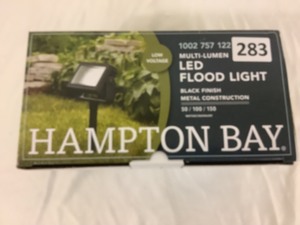 LOW
VOLTAGE
1002 757 122
283
MULTI-LUMEN
LED
FLOOD LIGHT
BLACK FINISH
METAL CONSTRUCTION
50 / 100 / 150
HAMPTON BAY®